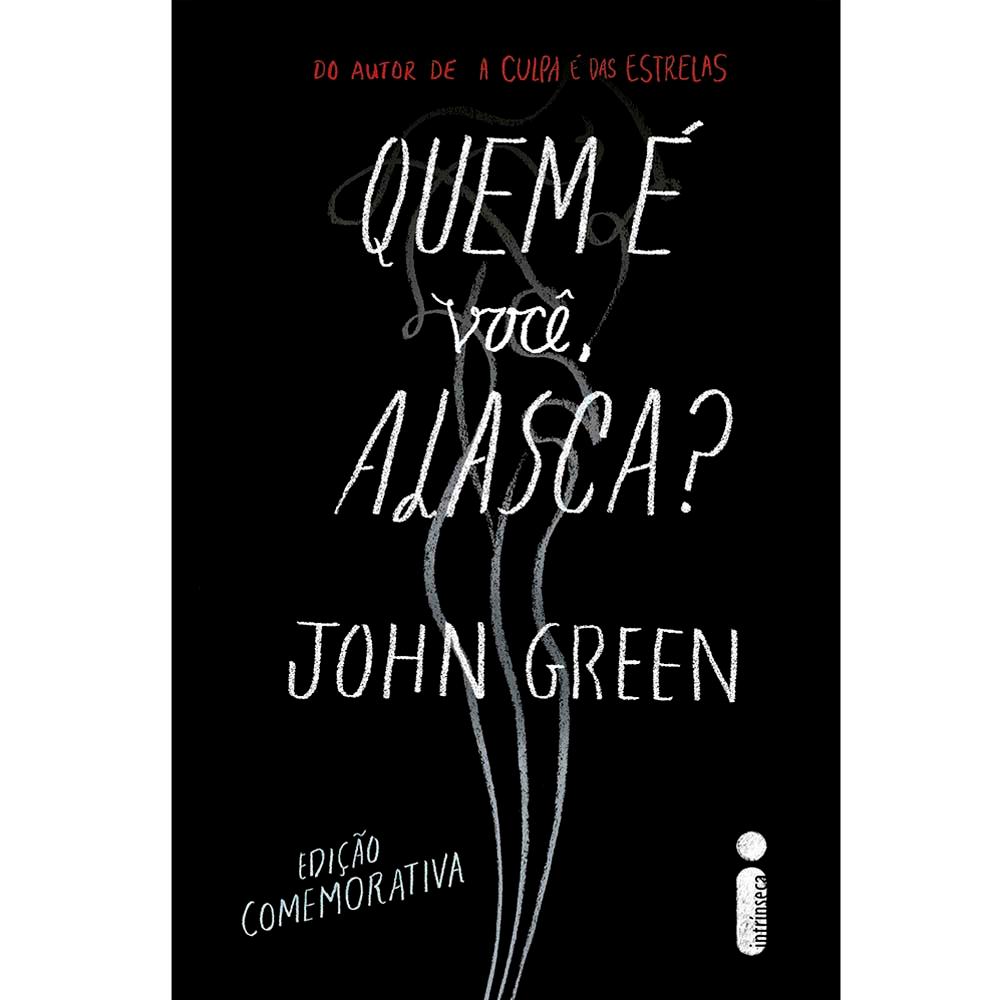 DO AUTOR DE A CULPA É DAS ESTRELAS
QUEM É
você,
ALASCA?
JOHN GREEN
EDIÇÃO
COMEMORATIVA
intrínseca